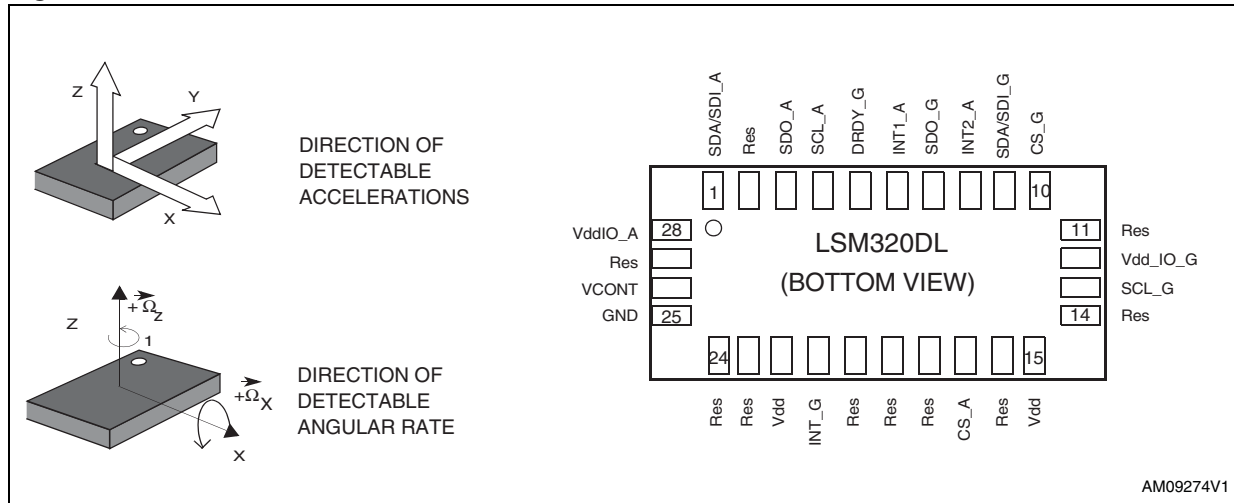 Z
Y
X
DIRECTION OF
DETECTABLE
ACCELERATIONS
Z
+ Ω z
1
+Ω X
X
DIRECTION OF
DETECTABLE
ANGULAR RATE
SDA/SDI_A
Res
SDO_A
SCL_A
DRDY_G
INT1_A
SDO_G
INT2_A
SDA/SDI_G
CS_G
1
10
VddIO_A
28
Res
VCONT
GND
25
LSM320DL
(BOTTOM VIEW)
11
Res
Vdd_IO_G
SCL_G
14
Res
24
15
Res
Res
Vdd
INT_G
Res
Res
Res
CS_A
Res
Vdd
AM09274V1